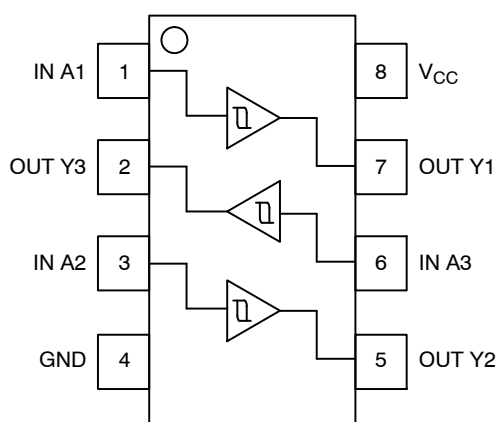 IN A1 1 8 VCC
OUT Y3 2 7 OUT Y1
IN A2 3 6 IN A3
GND 4 5 OUT Y2